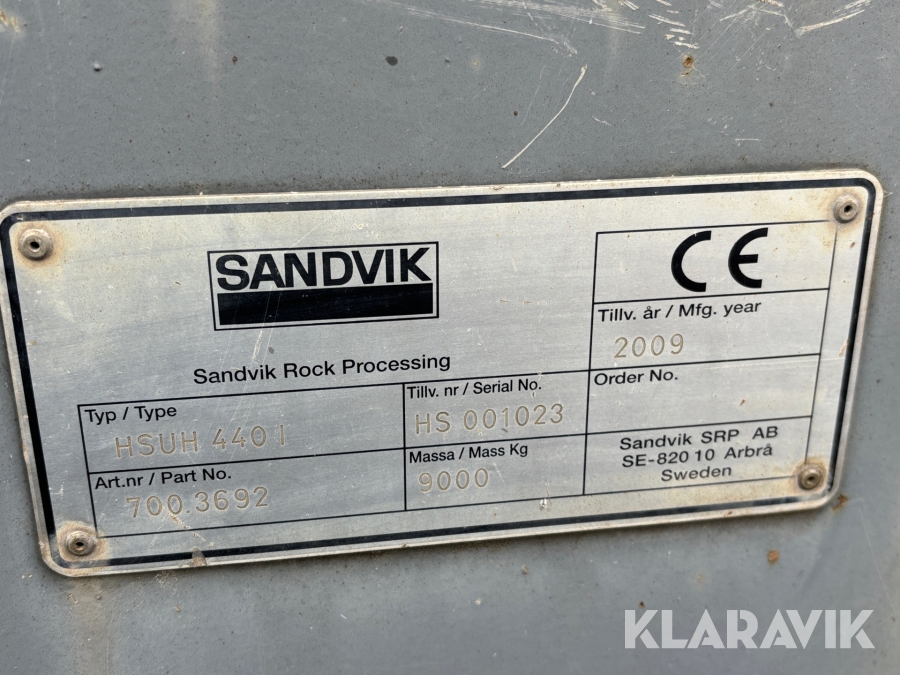 SANDVIK
Sandvik Rock Processing
CE
Tillv. år / Mfg. year
2009
Order No.
Typ / Type
HSUH 440 I
Tillv. nr / Serial No.
HS 001023
Art.nr / Part No.
700.3692
Massa / Mass Kg
9000
Sandvik SRP AB
SE-820 10 Arbrå
Sweden
KLARAVIK